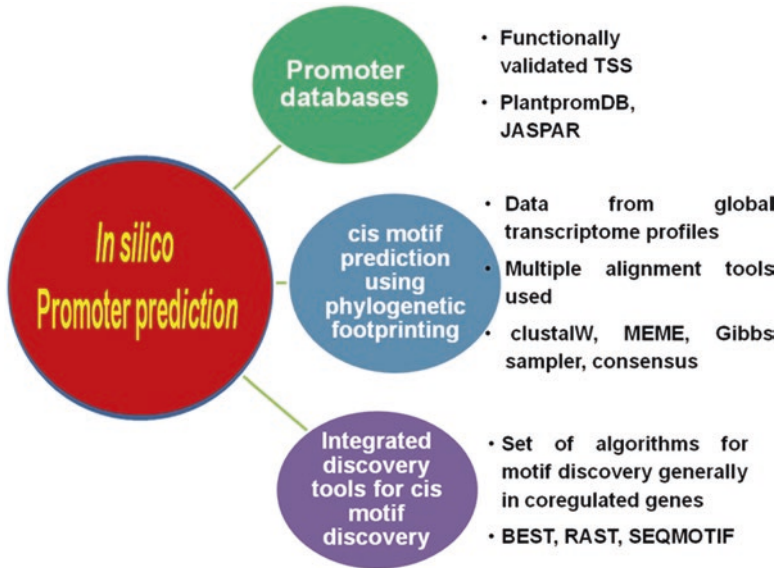 In silico
Promoter prediction
Promoter
databases
• Functionally
validated TSS
• PlantpromDB,
JASPAR
cis motif
prediction
using
phylogenetic
footprinting
• Data from global
transcriptome profiles
• Multiple alignment tools
used
• clustalW, MEME, Gibbs
sampler, consensus
Integrated
discovery
tools for cis
motif
discovery
• Set of algorithms for
motif discovery generally
in coregulated genes
• BEST, RAST, SEQMOTIF